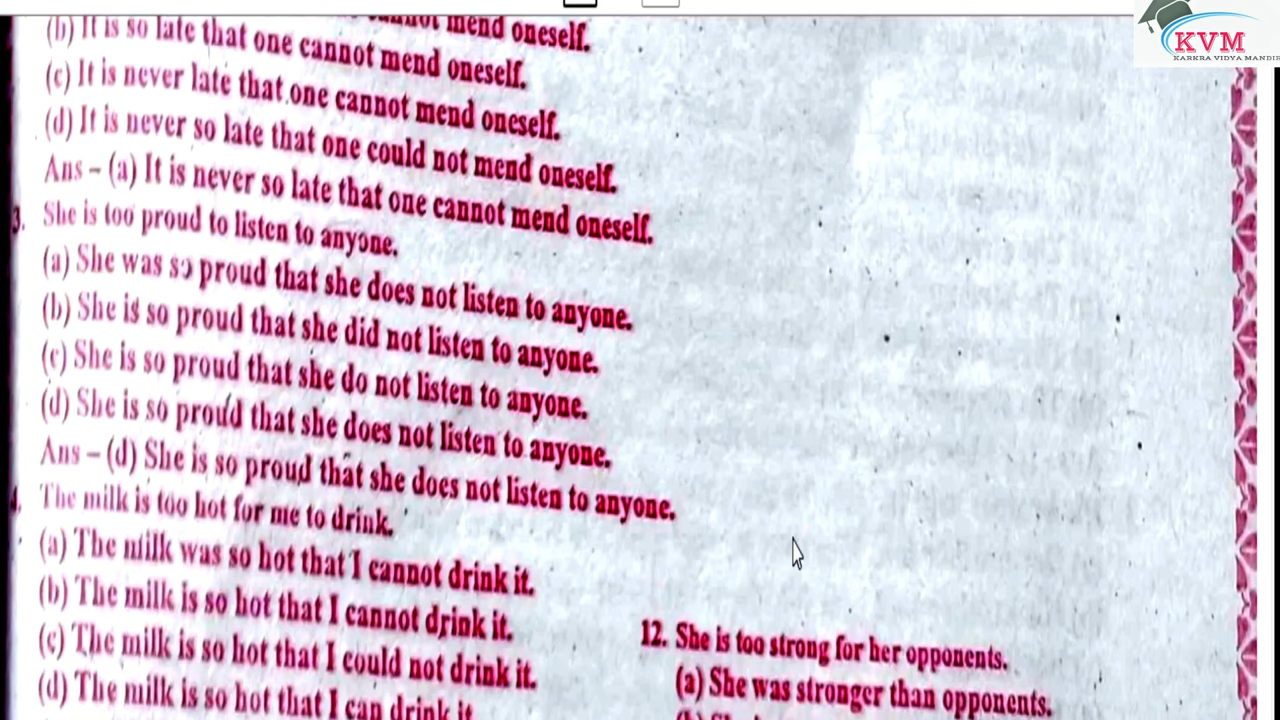 cannot mend oneself.
(b) It is so late that one cannot mend oneself.
(c) It is never late that one cannot mend oneself.
(d) It is never so late that one could not mend oneself.
Ans – (a) It is never so late that one cannot mend oneself.
3. She is too proud to listen to anyone.
(a) She was so proud that she does not listen to anyone.
(b) She is so proud that she did not listen to anyone.
(c) She is so proud that she do not listen to anyone.
(d) She is so proud that she does not listen to anyone.
Ans – (d) She is so proud that she does not listen to anyone.
4. The milk is too hot for me to drink.
(a) The milk was so hot that I cannot drink it.
(b) The milk is so hot that I cannot drink it.
(c) The milk is so hot that I could not drink it.
(d) The milk is so hot that I can drink it
12. She is too strong for her opponents.
(a) She was stronger than opponents.
KVM
KARKRA VIDYA MANDIR